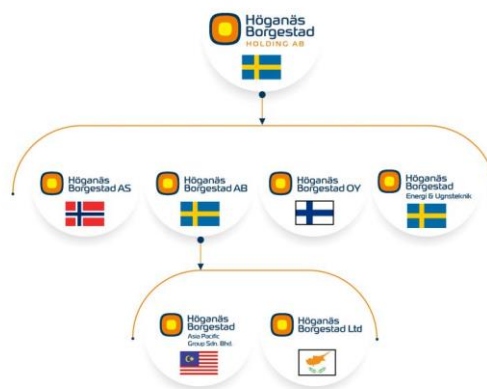 Höganäs
Borgestad
HOLDING AB
Höganäs
Borgestad AS
Höganäs
Borgestad AB
Höganäs
Borgestad OY
Höganäs
Borgestad
Energi & Ugnsteknik
Höganäs
Borgestad
Asia Pacific
Group Sdn. Bhd.
Höganäs
Borgestad Ltd